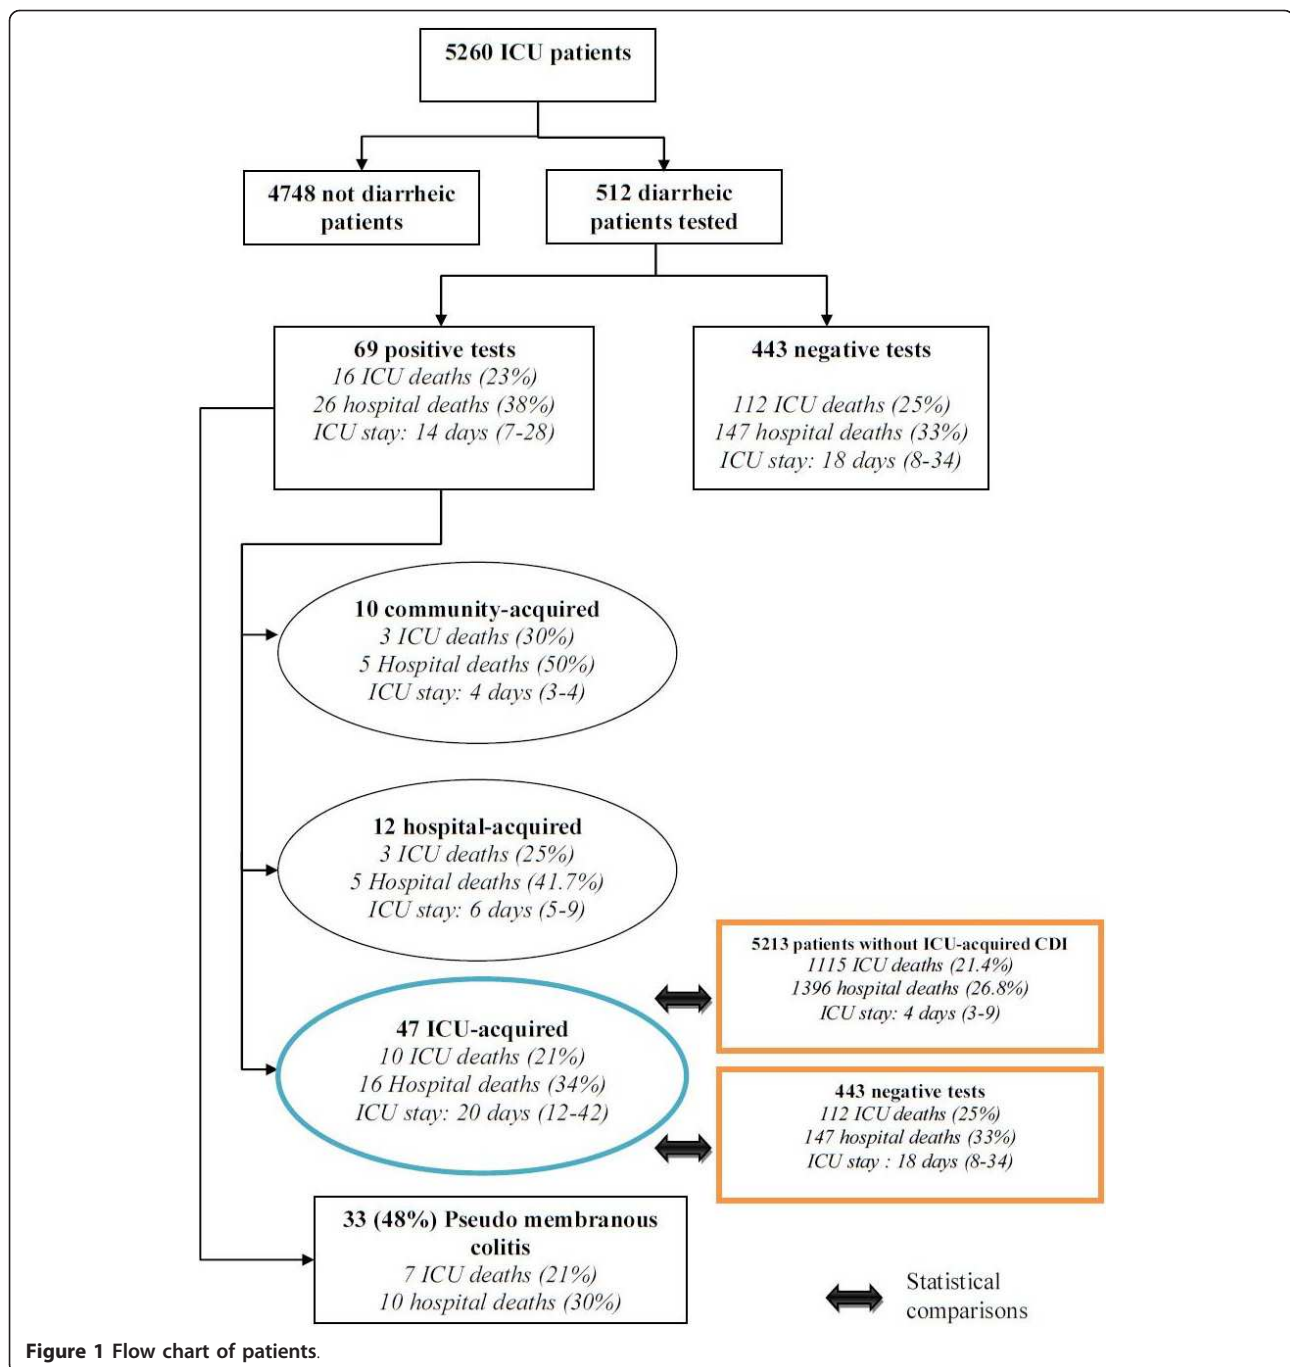 5260 ICU patients
4748 not diarrheic
patients
512 diarrheic
patients tested
69 positive tests
16 ICU deaths (23%)
26 hospital deaths (38%)
ICU stay: 14 days (7-28)
443 negative tests
112 ICU deaths (25%)
147 hospital deaths (33%)
ICU stay: 18 days (8-34)
10 community-acquired
3 ICU deaths (30%)
5 Hospital deaths (50%)
ICU stay: 4 days (3-4)
12 hospital-acquired
3 ICU deaths (25%)
5 Hospital deaths (41.7%)
ICU stay: 6 days (5-9)
47 ICU-acquired
10 ICU deaths (21%)
16 Hospital deaths (34%)
ICU stay: 20 days (12-42)
5213 patients without ICU-acquired CDI
1115 ICU deaths (21.4%)
1396 hospital deaths (26.8%)
ICU stay: 4 days (3-9)
443 negative tests
112 ICU deaths (25%)
147 hospital deaths (33%)
ICU stay : 18 days (8-34)
33 (48%) Pseudo membranous
colitis
7 ICU deaths (21%)
10 hospital deaths (30%)
Statistical
comparisons
Figure 1 Flow chart of patients.